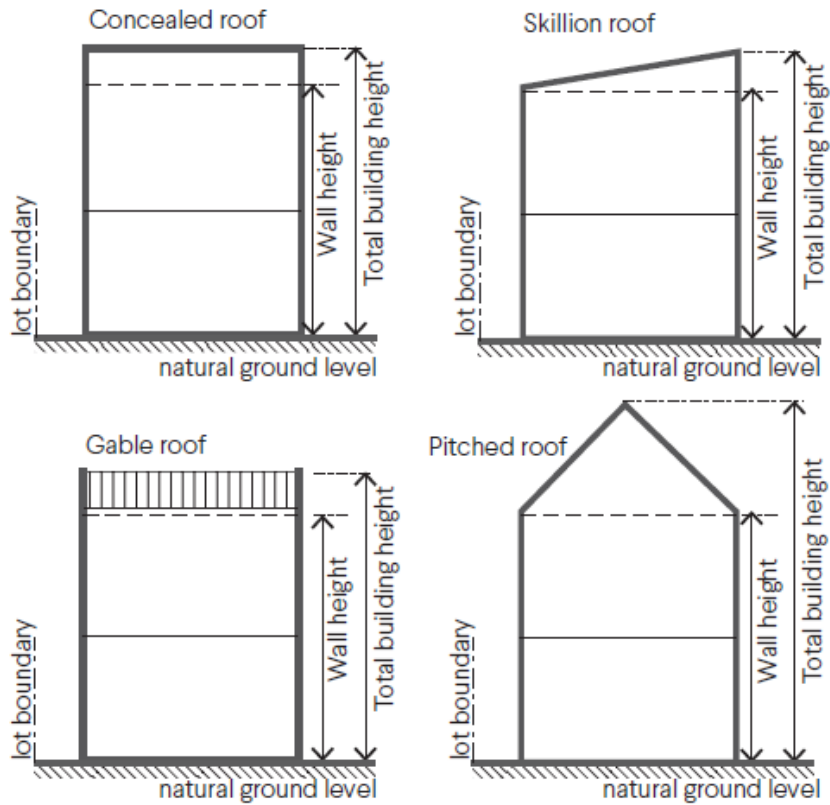 Concealed roof
lot boundary
Wall height
Total building height
natural ground level
Skillion roof
lot boundary
Wall height
Total building height
natural ground level
Gable roof
lot boundary
Wall height
Total building height
natural ground level
Pitched roof
lot boundary
Wall height
Total building height
natural ground level